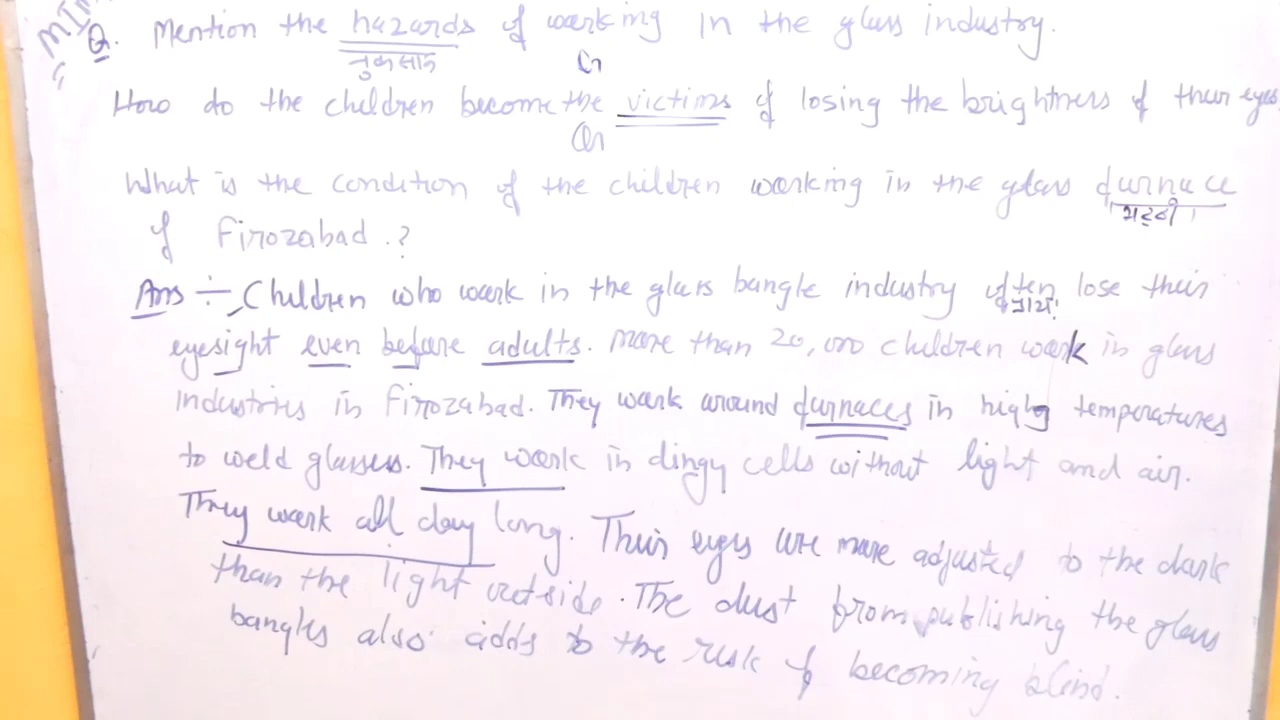 MIMP
Q. Mention the hazards of working in the glass industry.
नुकसान
Or
How do the children become the victims of losing the brightness of their eyes
Or
What is the condition of the children working in the glass furnace
भट्टी
of Firozabad.?
Ans ÷ Children who work in the glass bangle industry often lose their
प्रायः
eyesight even before adults. More than 20,000 children work in glass
industries in Firozabad. They work around furnaces in high temperatures
to weld glasses. They work in dingy cells without light and air.
They work all day long. Their eyes are more adjusted to the dark
than the light outside. The dust from publishing the glass
bangles also adds to the risk of becoming blind.